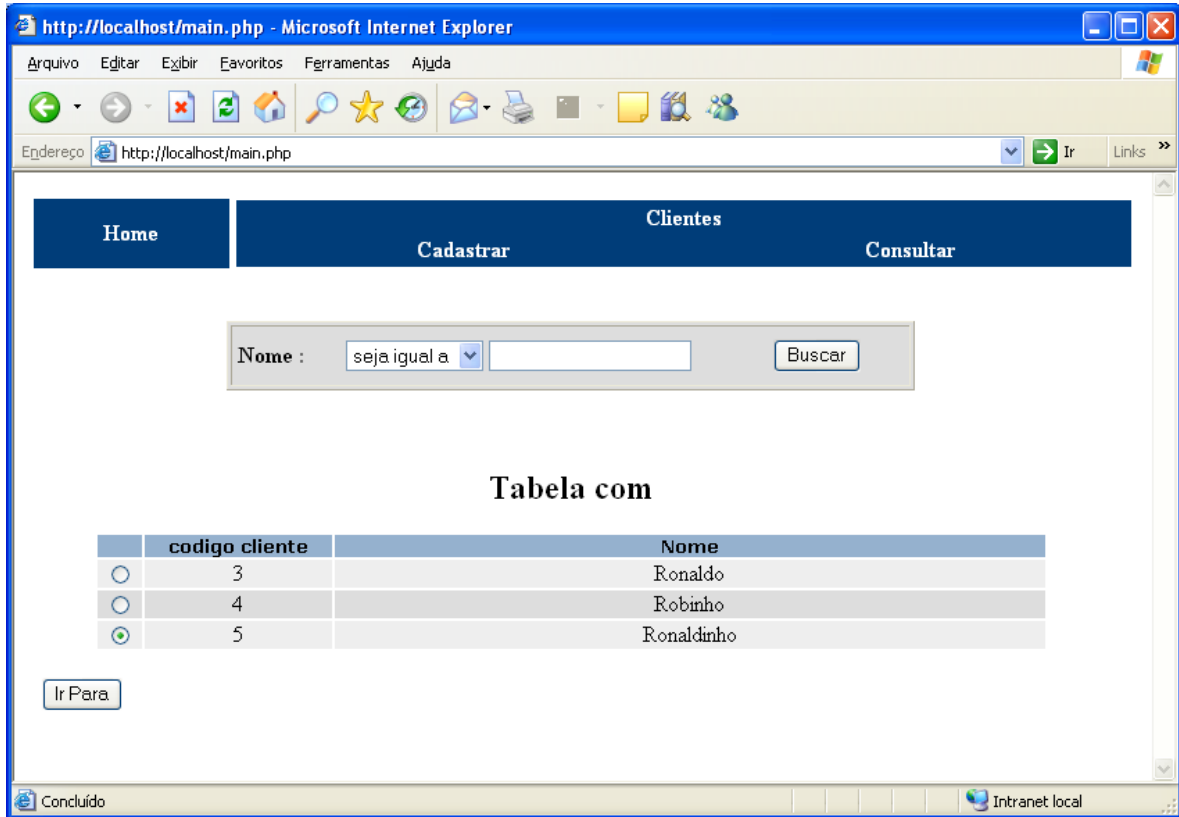 http://localhost/main.php - Microsoft Internet Explorer
Arquivo Editar Exibir Favoritos Ferramentas Ajuda
Endereço http://localhost/main.php Ir Links »
Home
Clientes
Cadastrar Consultar
Nome : seja igual a Buscar
Tabela com
codigo cliente Nome
3 Ronaldo
4 Robinho
5 Ronaldinho
Ir Para
Concluído Intranet local